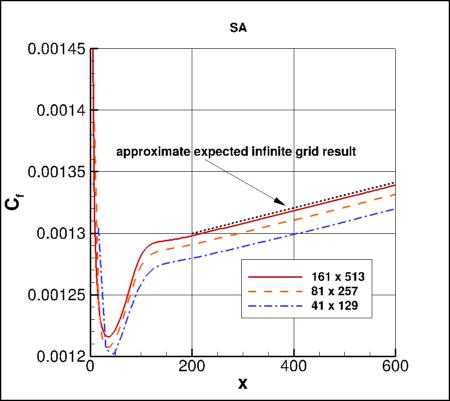 SA
0.00145
0.0014
0.00135
0.0013
0.00125
0.0012
Cf
approximate expected infinite grid result
161 x 513
81 x 257
41 x 129
0 200 400 600
x